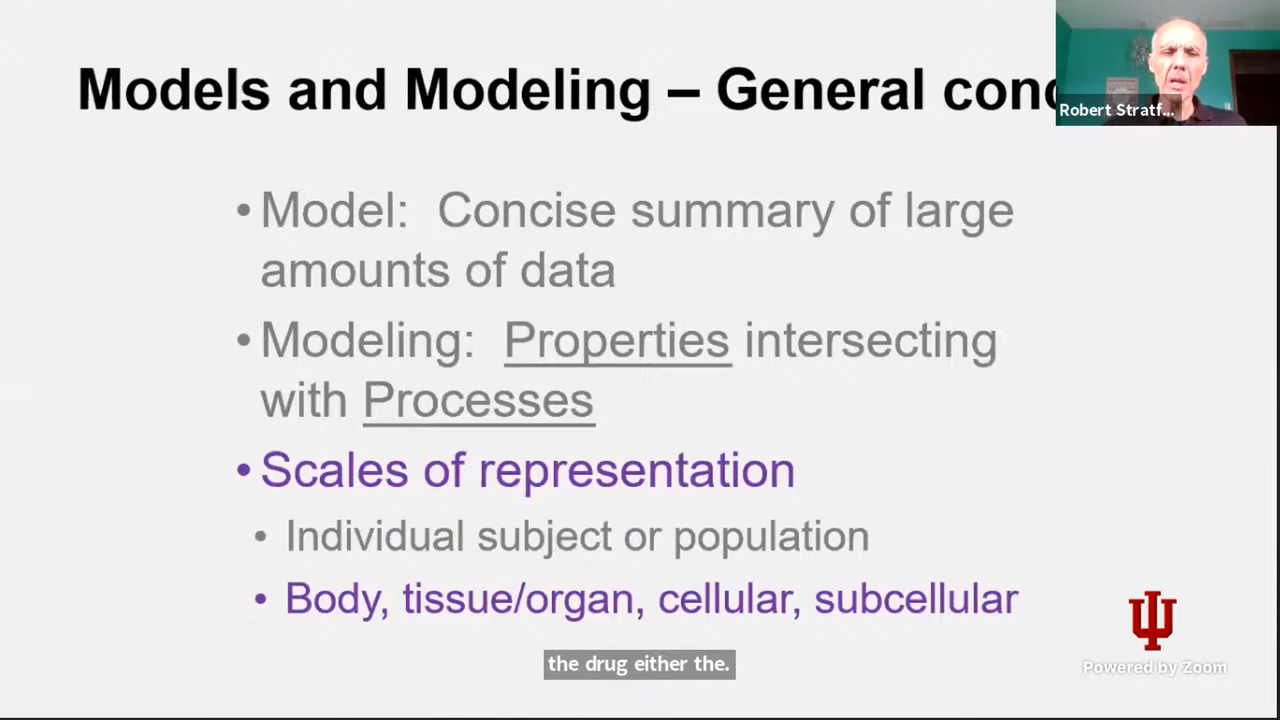 Models and Modeling – General conc
Robert Stratf...
• Model:  Concise summary of large
amounts of data
• Modeling:  Properties intersecting
with Processes
• Scales of representation
• Individual subject or population
• Body, tissue/organ, cellular, subcellular
the drug either the.
Powered by Zoom